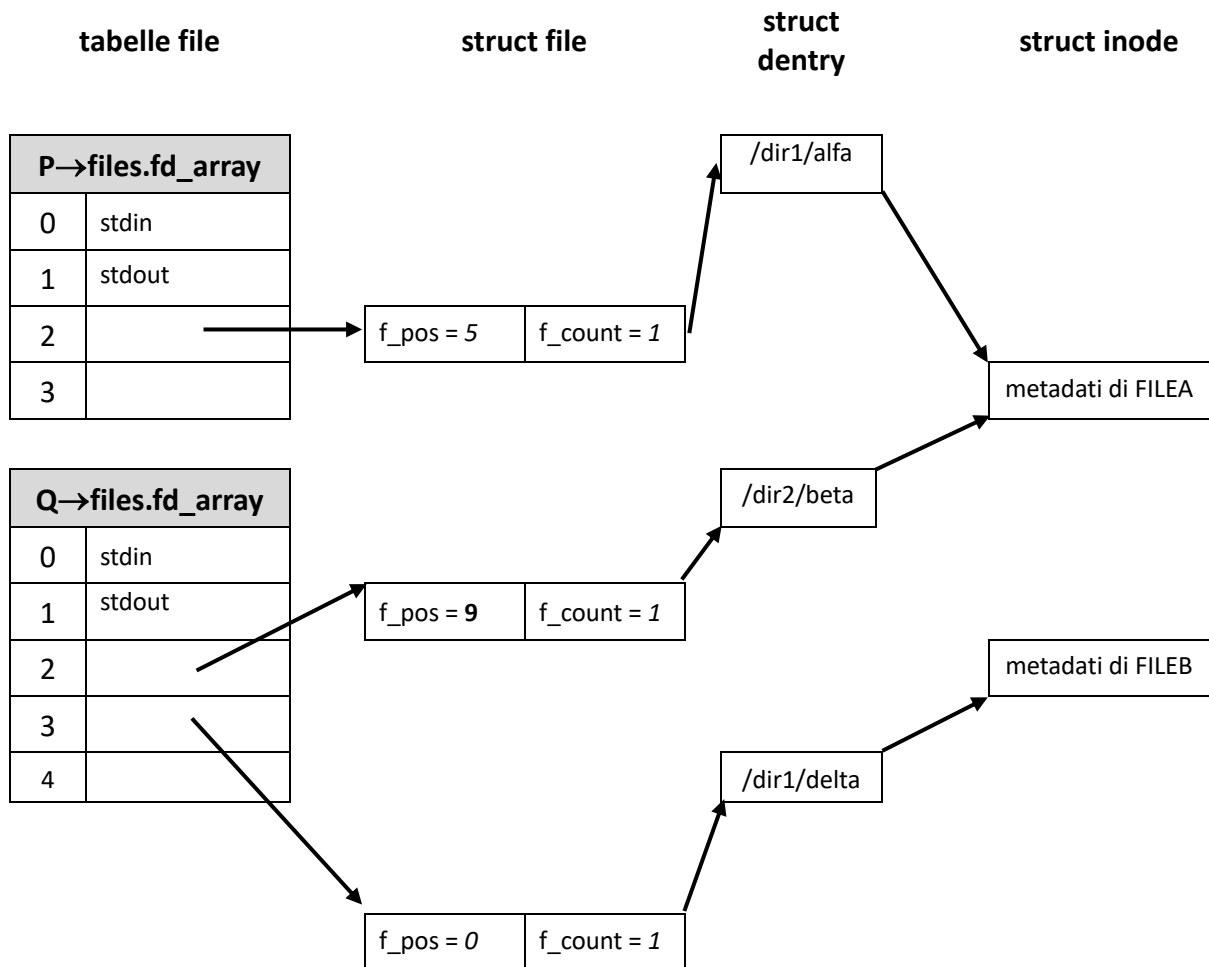 tabelle file
struct file
struct
dentry
struct inode
P→files.fd_array
0 stdin
1 stdout
2
3
/dir1/alfa
f_pos = 5 f_count = 1
metadati di FILEA
Q→files.fd_array
0 stdin
1 stdout
2
3
4
/dir2/beta
f_pos = 9 f_count = 1
metadati di FILEB
/dir1/delta
f_pos = 0 f_count = 1